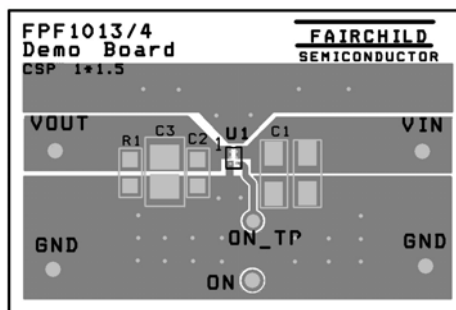 FPF1013/4
Demo Board
CSP 1*1.5
FAIRCHILD
SEMICONDUCTOR
VOUT
R1
C3
C2
1
U1
C1
VIN
GND
ON_TP
GND
ON